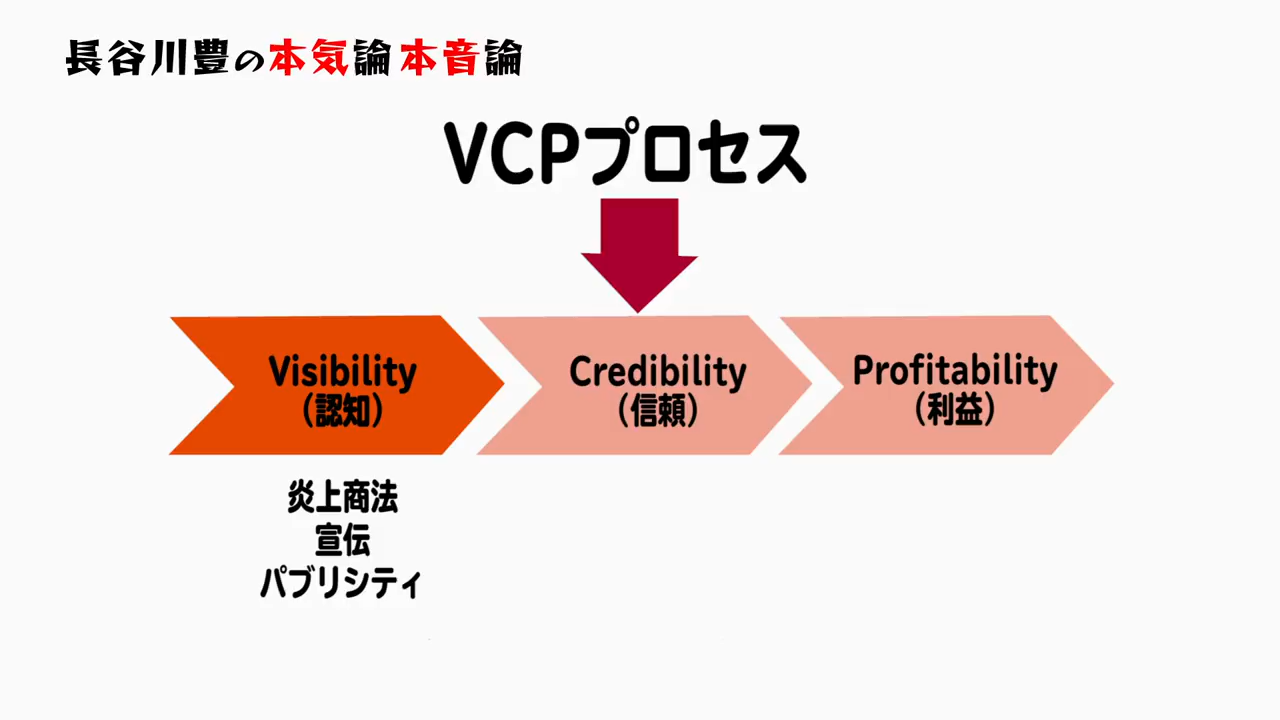 長谷川豊の本気論本音論
VCPプロセス
Visibility
（認知）
Credibility
（信頼）
Profitability
（利益）
炎上商法
宣伝
パブリシティ